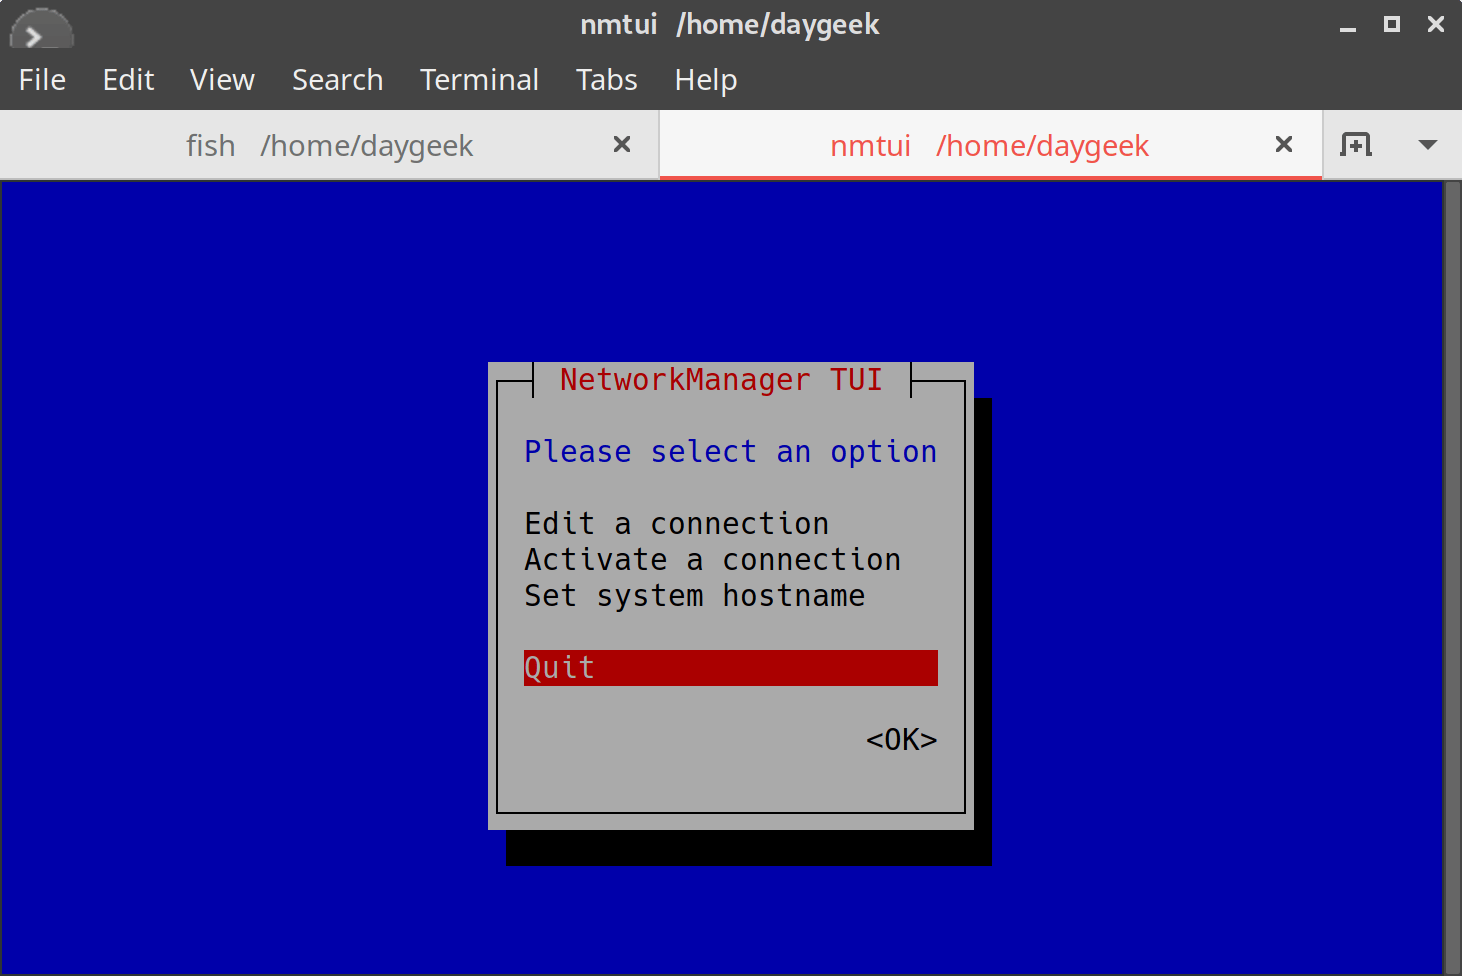 nmtui /home/daygeek
File Edit View Search Terminal Tabs Help
fish /home/daygeek nmtui /home/daygeek
NetworkManager TUI
Please select an option
Edit a connection
Activate a connection
Set system hostname
Quit
<OK>